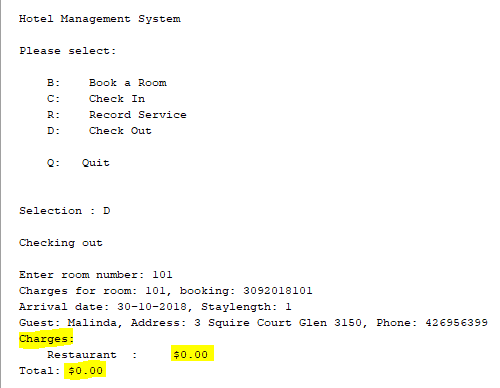 Hotel Management System
Please select:
B: Book a Room
C: Check In
R: Record Service
D: Check Out
Q: Quit
Selection : D
Checking out
Enter room number: 101
Charges for room: 101, booking: 3092018101
Arrival date: 30-10-2018, Staylength: 1
Guest: Malinda, Address: 3 Squire Court Glen 3150, Phone: 426956399
Charges:
Restaurant : $0.00
Total: $0.00